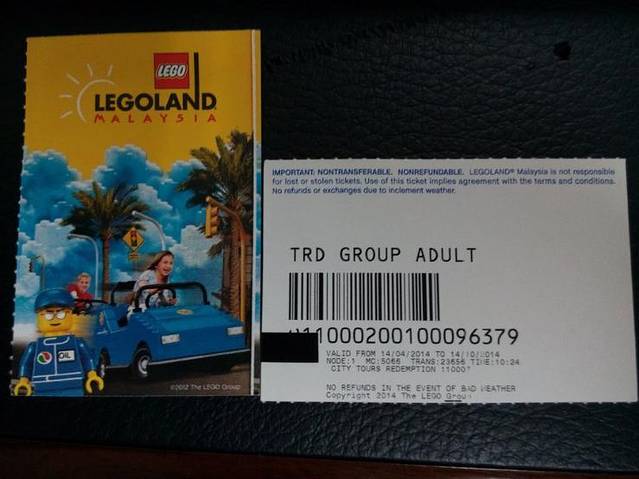 LEGO
LEGOLAND
MALAYSIA
OIL
©2012 The LEGO Group
IMPORTANT: NONTRANSFERABLE. NONREFUNDABLE. LEGOLAND® Malaysia is not responsible
for lost or stolen tickets. Use of this ticket implies agreement with the terms and conditions.
No refunds or exchanges due to inclement weather.
TRD GROUP ADULT
11000200100096379
VALID FROM 14/04/2014 TO 14/10/2014
NODE:1 MC:5066 TRANS:23656 TIME:10:24
CITY TOURS REDEMPTION
NO REFUNDS IN THE EVENT OF BAD WEATHER
Copyright 2014 The LEGO Group